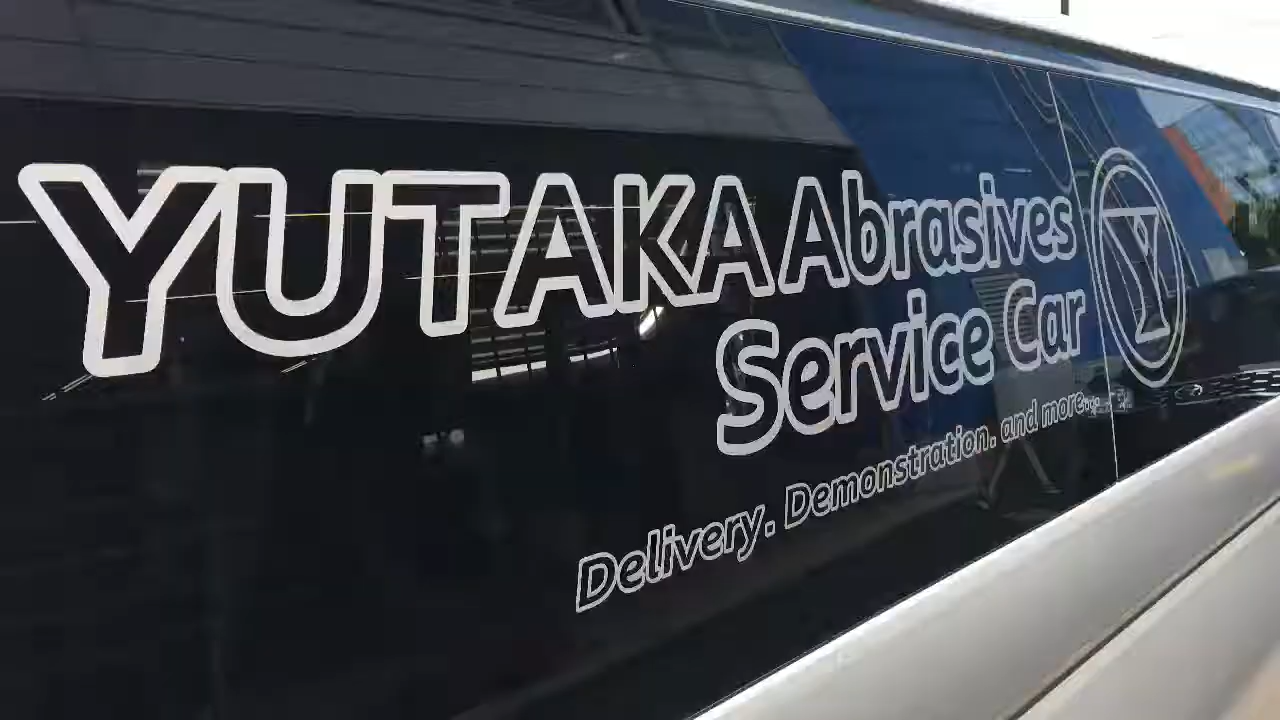 YUTAKA Abrasives
Service Car
Y
Delivery. Demonstration. and more...